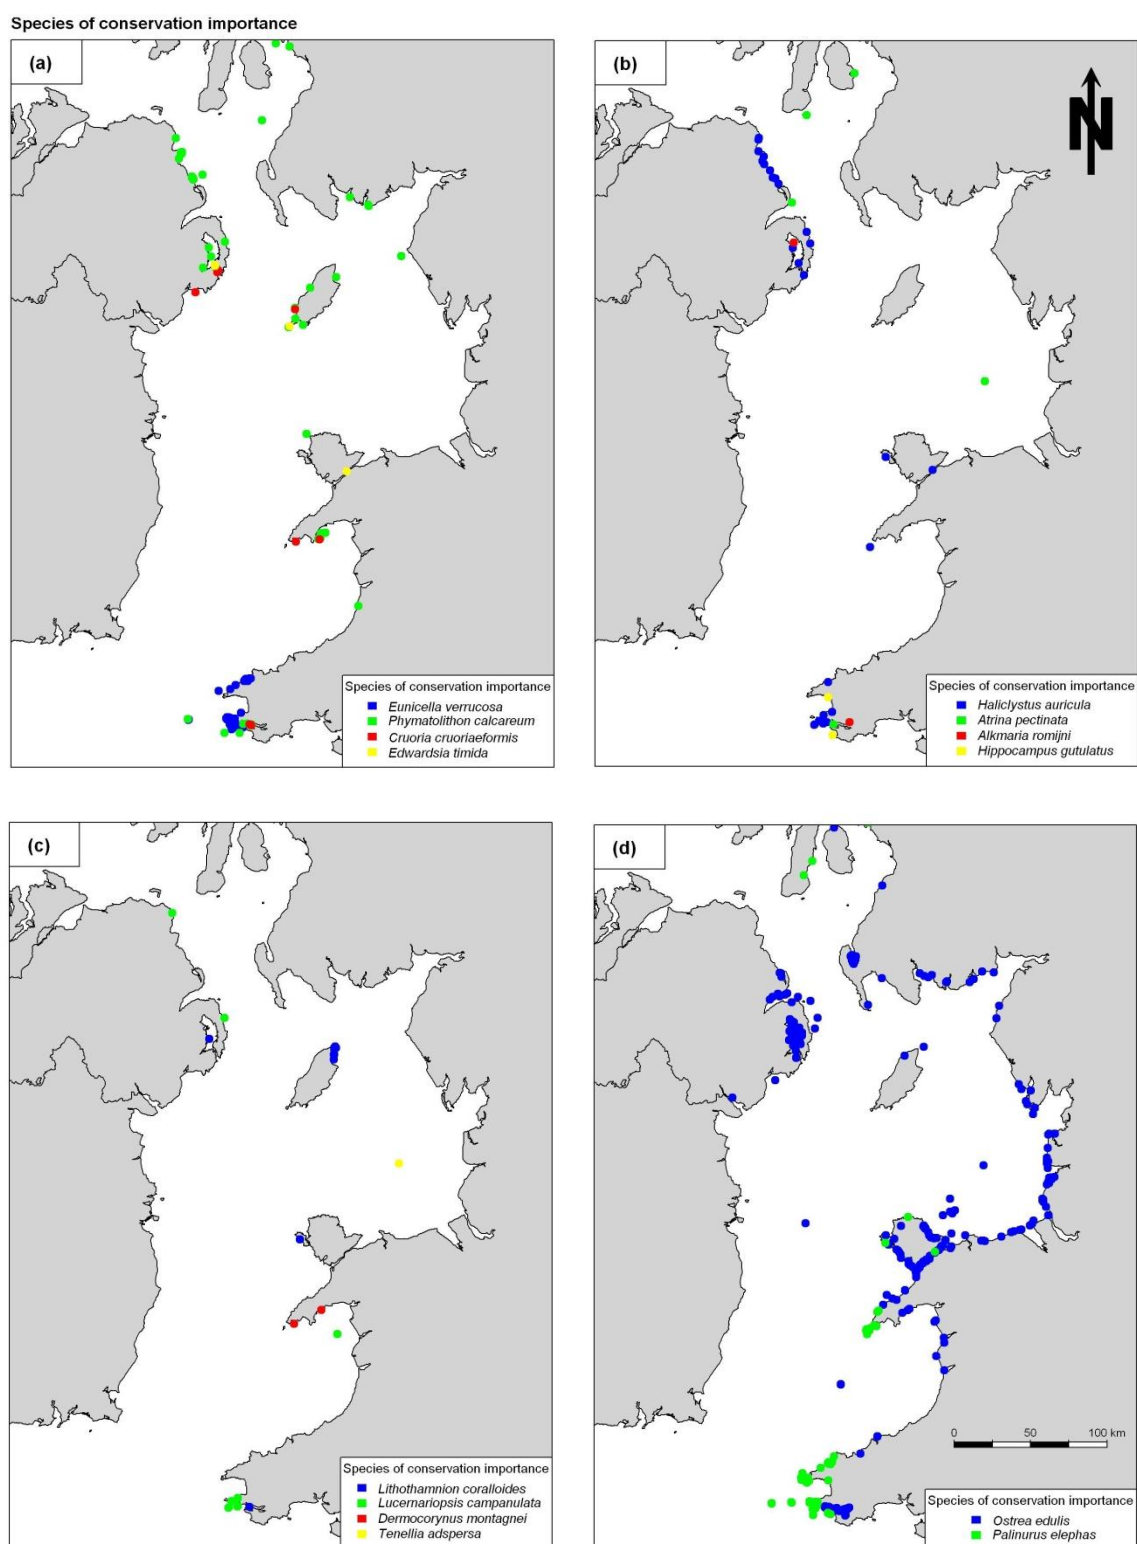 Species of conservation importance
(a)
Species of conservation importance
Eunicella verrucosa
Phymatolithon calcareum
Cruoria cruoriaeformis
Edwardsia timida
(b)
N
Species of conservation importance
Haliclystus auricula
Atrina pectinata
Alkmaria romijni
Hippocampus gutulatus
(c)
Species of conservation importance
Lithothamnion coralloides
Lucernariopsis campanulata
Dermocorynus montagnei
Tenellia adspersa
(d)
0 50 100 km
Species of conservation importance
Ostrea edulis
Palinurus elephas